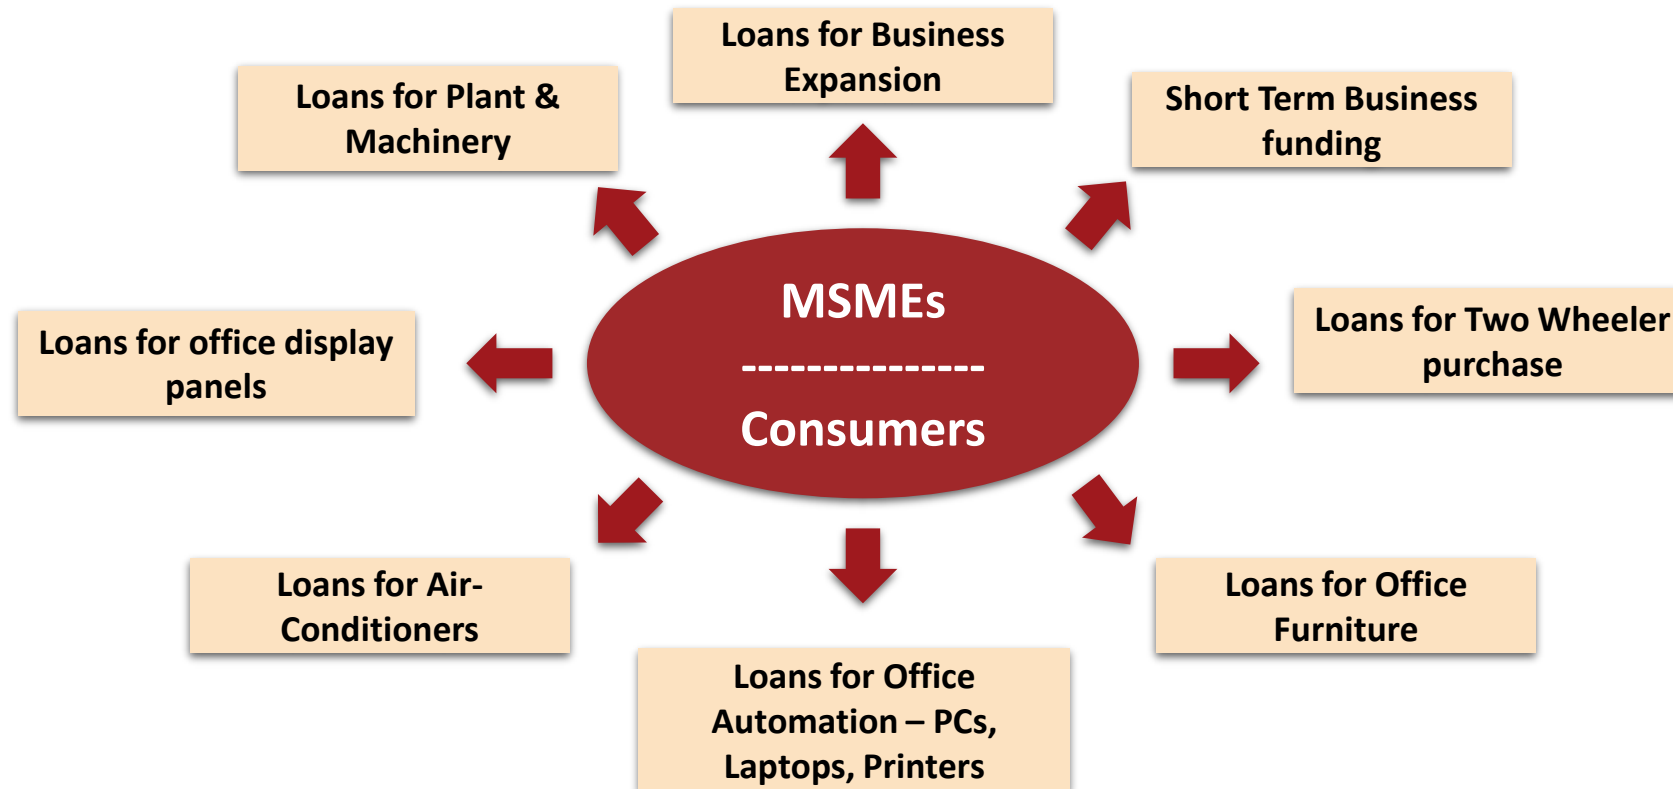 Loans for Business
Expansion
Loans for Plant &
Machinery
Short Term Business
funding
MSMEs
---------------
Consumers
Loans for office display
panels
Loans for Two Wheeler
purchase
Loans for Air-
Conditioners
Loans for Office
Furniture
Loans for Office
Automation – PCs,
Laptops, Printers